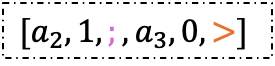 [a₂, 1, ; , a₃, 0, >]